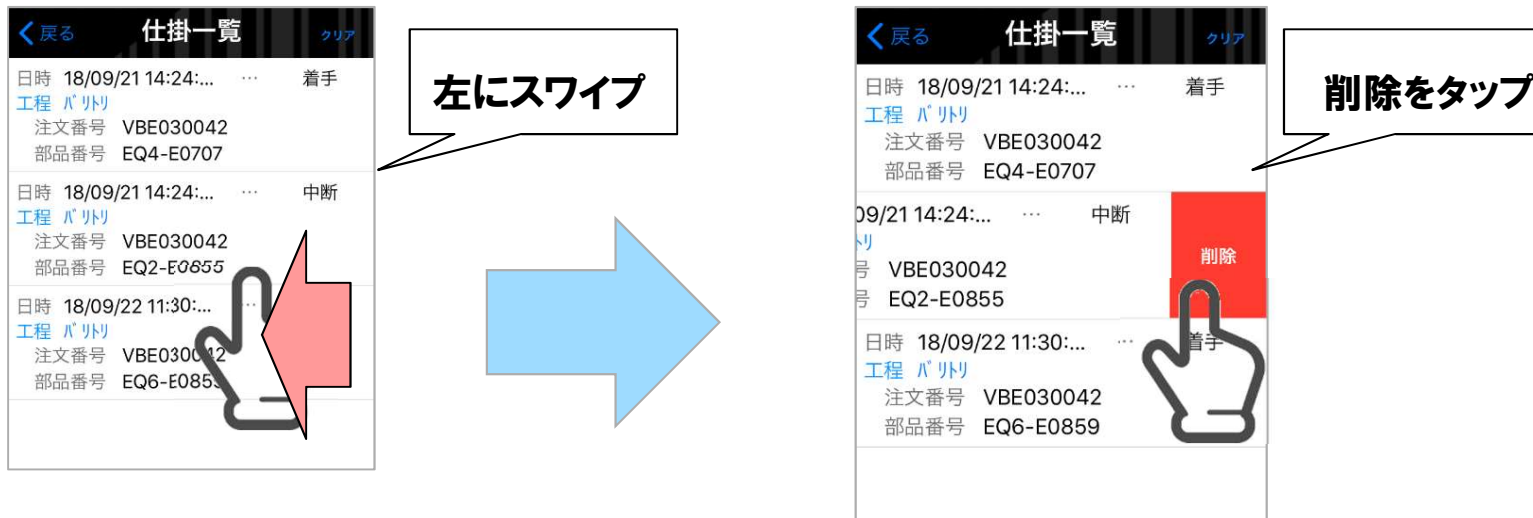 戻る 仕掛一覧 クリア
日時 18/09/21 14:24:... … 着手
工程 バリトリ
注文番号 VBE030042
部品番号 EQ4-E0707
日時 18/09/21 14:24:... … 中断
工程 バリトリ
注文番号 VBE030042
部品番号 EQ2-E0855
日時 18/09/22 11:30:...
工程 バリトリ
注文番号 VBE030042
部品番号 EQ6-E085
左にスワイプ
戻る 仕掛一覧 クリア
日時 18/09/21 14:24:... … 着手
工程 バリトリ
注文番号 VBE030042
部品番号 EQ4-E0707
09/21 14:24:... … 中断
トリ
号 VBE030042
号 EQ2-E0855
削除
日時 18/09/22 11:30:... … 着手
工程 バリトリ
注文番号 VBE030042
部品番号 EQ6-E0859
削除をタップ